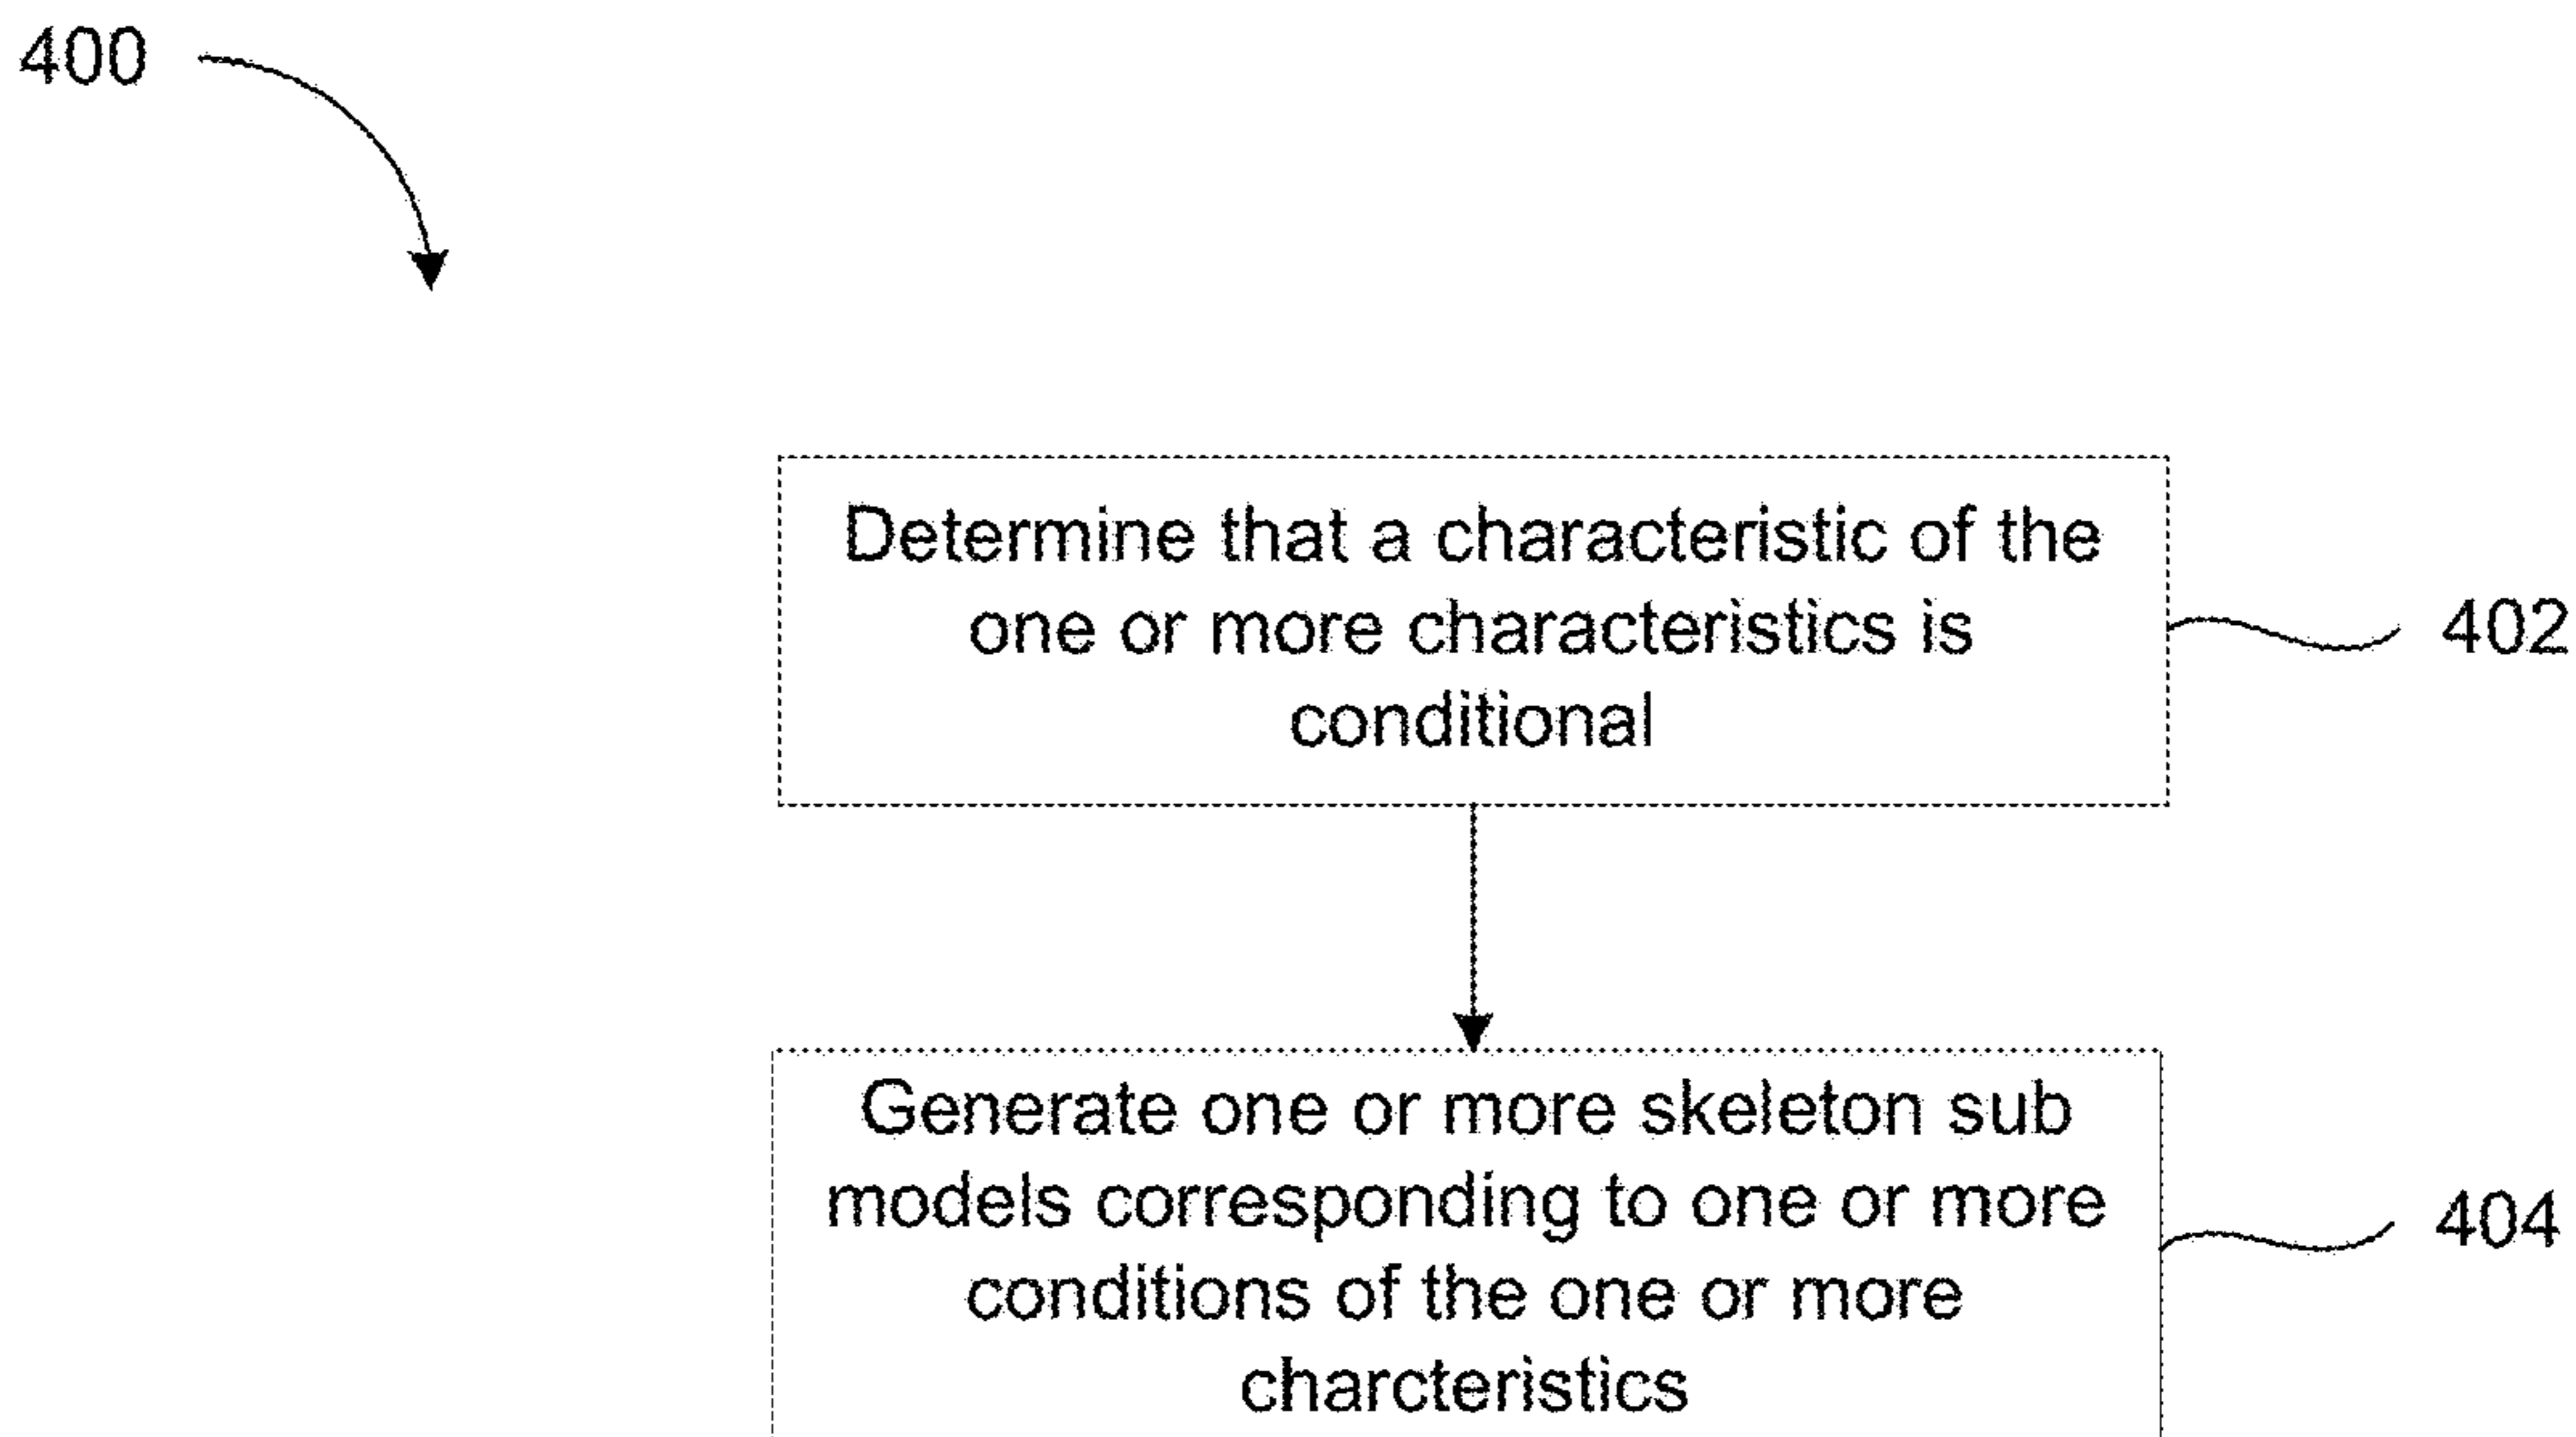 400
Determine that a characteristic of the
one or more characteristics is
conditional
402
Generate one or more skeleton sub
models corresponding to one or more
conditions of the one or more
charcteristics
404